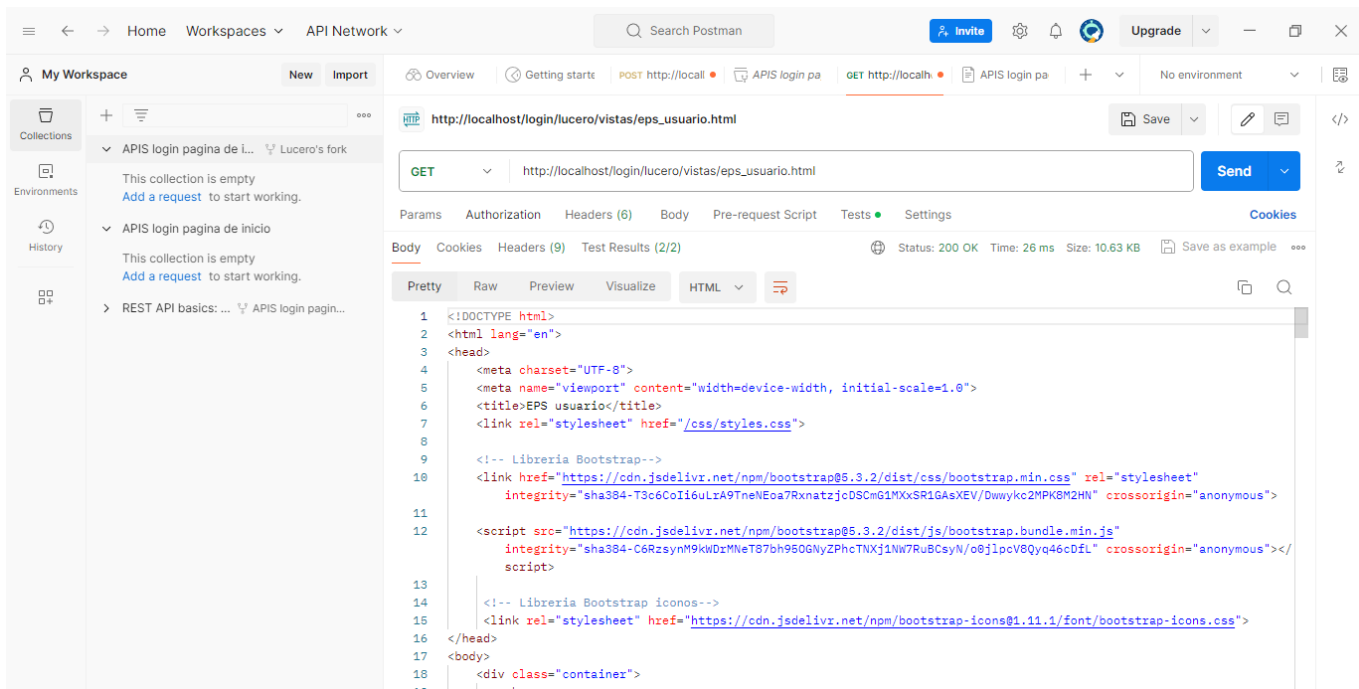 Home Workspaces API Network Search Postman Invite Upgrade
My Workspace New Import Overview Getting starte POST http://locall APIS login pa GET http://localh APIS login pa No environment
Collections
Environments
History
APIS login pagina de i... Lucero's fork
This collection is empty
Add a request to start working.
APIS login pagina de inicio
This collection is empty
Add a request to start working.
REST API basics: ... APIS login pagin...
HTTP http://localhost/login/lucero/vistas/eps_usuario.html Save
GET http://localhost/login/lucero/vistas/eps_usuario.html Send
Params Authorization Headers (6) Body Pre-request Script Tests Settings Cookies
Body Cookies Headers (9) Test Results (2/2) Status: 200 OK Time: 26 ms Size: 10.63 KB Save as example
Pretty Raw Preview Visualize HTML
1 <!DOCTYPE html>
2 <html lang="en">
3 <head>
4 <meta charset="UTF-8">
5 <meta name="viewport" content="width=device-width, initial-scale=1.0">
6 <title>EPS usuario</title>
7 <link rel="stylesheet" href="/css/styles.css">
8
9 <!-- Libreria Bootstrap-->
10 <link href="https://cdn.jsdelivr.net/npm/bootstrap@5.3.2/dist/css/bootstrap.min.css" rel="stylesheet"
integrity="sha384-T3c6CoIi6uLrA9TneNEoa7RxnatzjcDSCmG1MXxSR1GAsXEV/Dwwykc2MPK8M2HN" crossorigin="anonymous">
11
12 <script src="https://cdn.jsdelivr.net/npm/bootstrap@5.3.2/dist/js/bootstrap.bundle.min.js"
integrity="sha384-C6RzsynM9kWDrMNeT87bh95OGNyZPhcTNXj1NW7RuBCsyN/o0jlpcV8Qyq46cDfL" crossorigin="anonymous"></
script>
13
14 <!-- Libreria Bootstrap iconos-->
15 <link rel="stylesheet" href="https://cdn.jsdelivr.net/npm/bootstrap-icons@1.11.1/font/bootstrap-icons.css">
16 </head>
17 <body>
18 <div class="container">